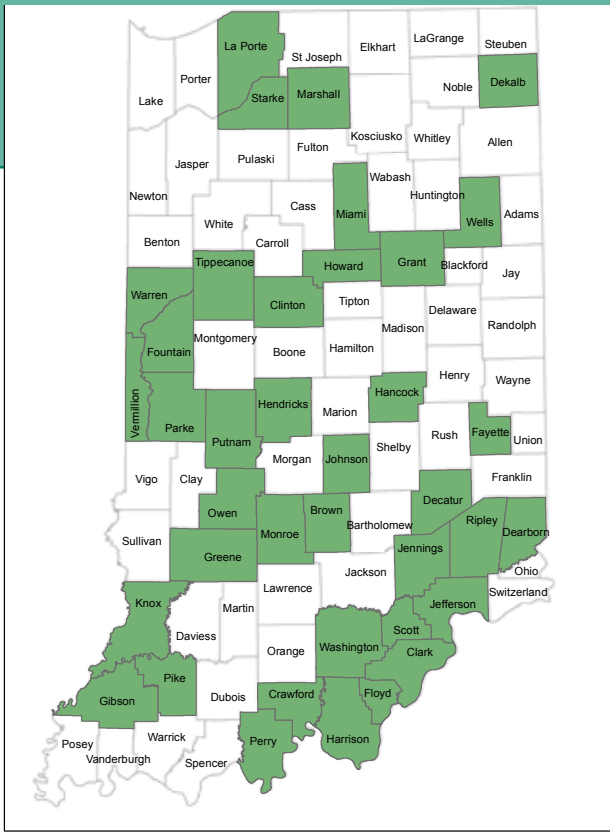 La Porte
St Joseph
Elkhart
LaGrange
Steuben
Porter
Lake
Starke
Marshall
Noble
Dekalb
Kosciusko
Whitley
Allen
Jasper
Pulaski
Fulton
Newton
Wabash
Huntington
Cass
Miami
Wells
Adams
White
Benton
Carroll
Tippecanoe
Howard
Grant
Blackford
Jay
Warren
Clinton
Tipton
Madison
Delaware
Randolph
Montgomery
Fountain
Boone
Hamilton
Henry
Wayne
Vermillion
Parke
Hendricks
Marion
Hancock
Putnam
Fayette
Union
Rush
Shelby
Morgan
Johnson
Vigo
Clay
Franklin
Decatur
Owen
Brown
Bartholomew
Ripley
Dearborn
Sullivan
Monroe
Greene
Jennings
Ohio
Jackson
Switzerland
Lawrence
Knox
Martin
Jefferson
Daviess
Scott
Washington
Orange
Clark
Pike
Gibson
Dubois
Crawford
Floyd
Perry
Harrison
Posey
Warrick
Vanderburgh
Spencer